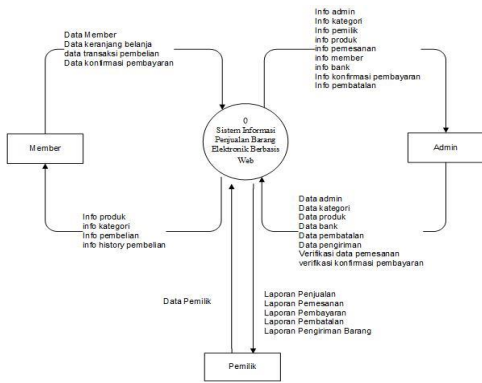 Data Member
Data keranjang belanja
data transaksi pembelian
Data konfirmasi pembayaran
Info admin
Info kategori
Info pemilik
info produk
info pemesanan
info member
info bank
Info konfirmasi pembayaran
Info pembatalan
0
Sistem Informasi
Penjualan Barang
Elektronik Berbasis
Web
Member
Admin
Info produk
info kategori
Info pembelian
info history pembelian
Data admin
Data kategori
Data produk
Data bank
Data pembatalan
Data pengiriman
Verifikasi data pemesanan
verifikasi konfirmasi pembayaran
Data Pemilik
Laporan Penjualan
Laporan Pemesanan
Laporan Pembayaran
Laporan Pembatalan
Laporan Pengiriman Barang
Pemilik